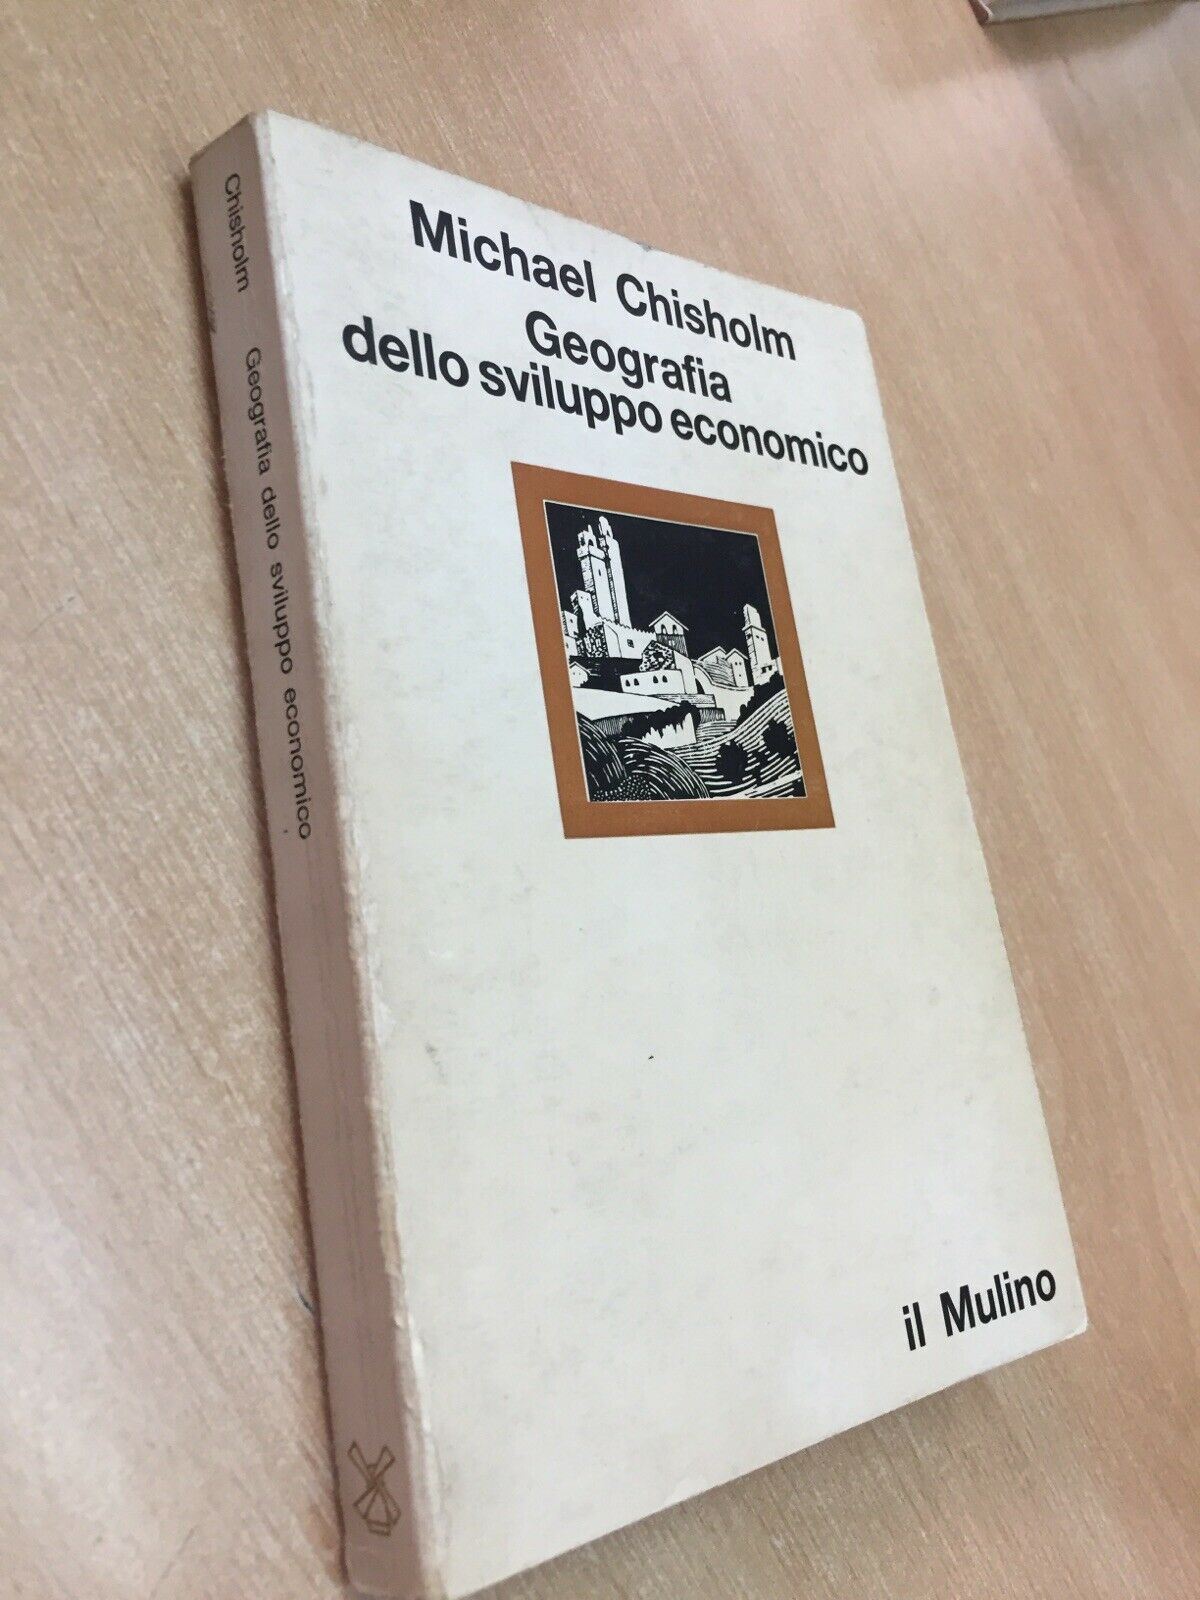 Michael Chisholm
Geografia
dello sviluppo economico
il Mulino
Chisholm Geografia dello sviluppo economico